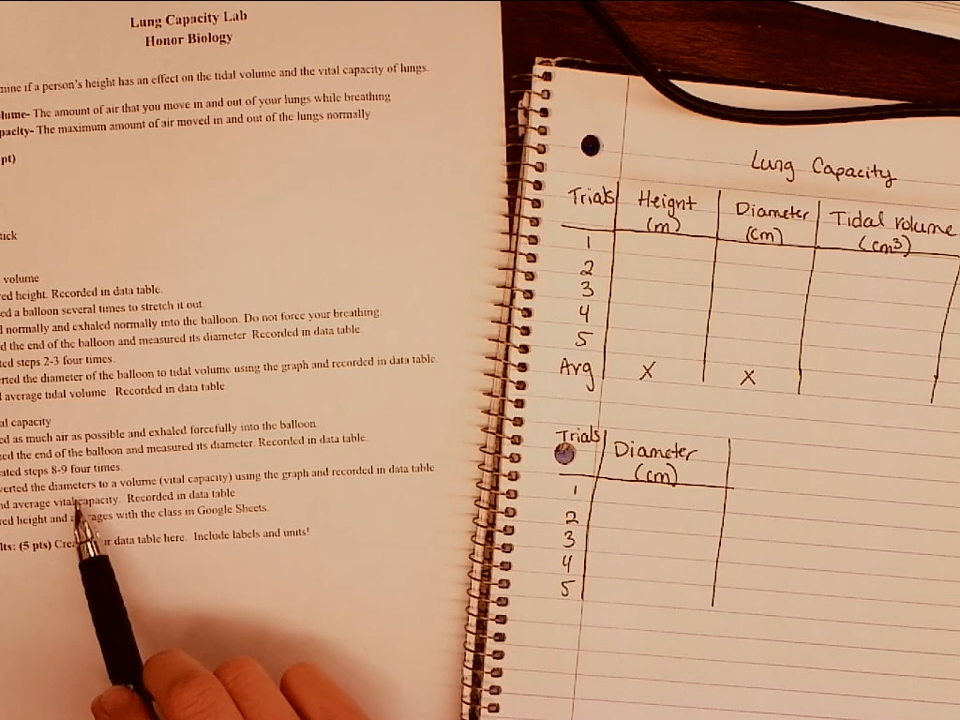 Lung Capacity Lab
Honor Biology
mine if a person's height has an effect on the tidal volume and the vital capacity of lungs.
lume- The amount of air that you move in and out of your lungs while breathing
pacity- The maximum amount of air moved in and out of the lungs normally
pt)
tick
volume
ed height. Recorded in data table.
ed a balloon several times to stretch it out.
d normally and exhaled normally into the balloon. Do not force your breathing.
d the end of the balloon and measured its diameter Recorded in data table
ted steps 2-3 four times.
erted the diameter of the balloon to tidal volume using the graph and recorded in data table.
d average tidal volume. Recorded in data table
al capacity
ed as much air as possible and exhaled forcefully into the balloon.
ed the end of the balloon and measured its diameter. Recorded in data table.
ated steps 8-9 four times.
verted the diameters to a volume (vital capacity) using the graph and recorded in data table
nd average vital capacity. Recorded in data table
red height and ages with the class in Google Sheets.
lts: (5 pts) Crea ur data table here. Include labels and units!
Lung Capacity
Trials Height (m) Diameter (cm) Tidal Volume (cm³)
1
2
3
4
5
Avg X X
Trials Diameter (cm)
1
2
3
4
5